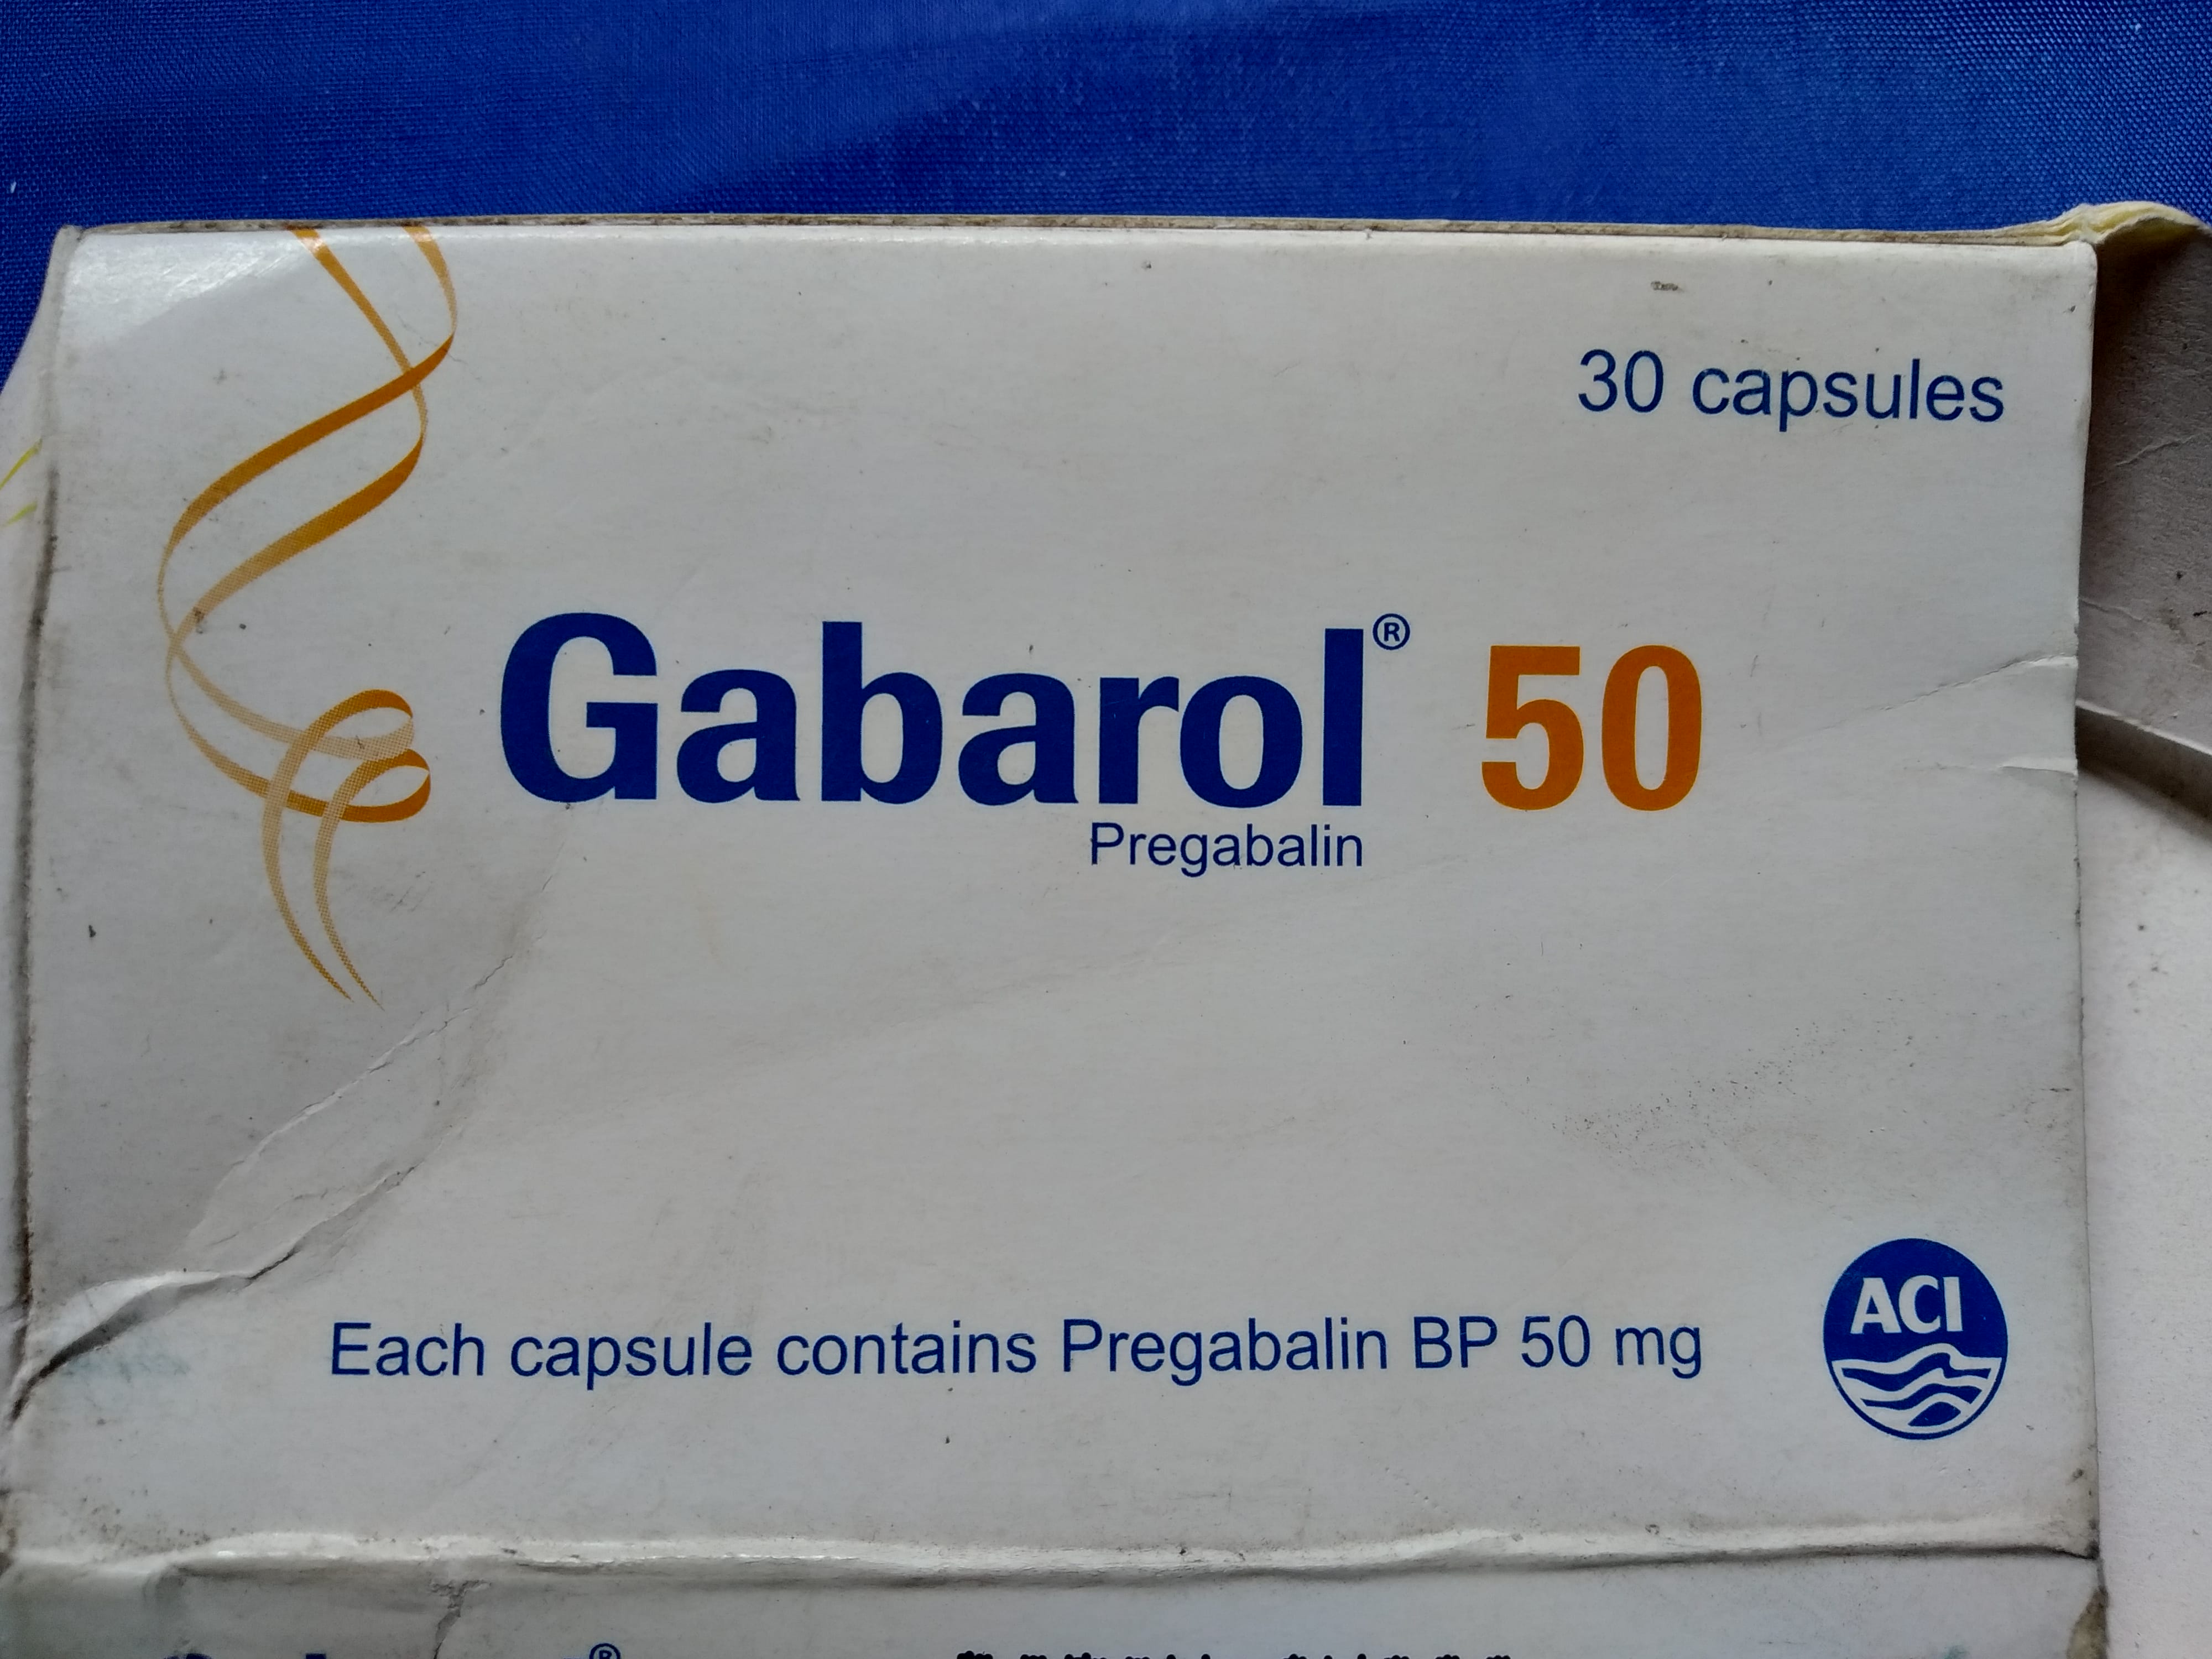 30 capsules
Gabarol® 50
Pregabalin
Each capsule contains Pregabalin BP 50 mg
ACI
®